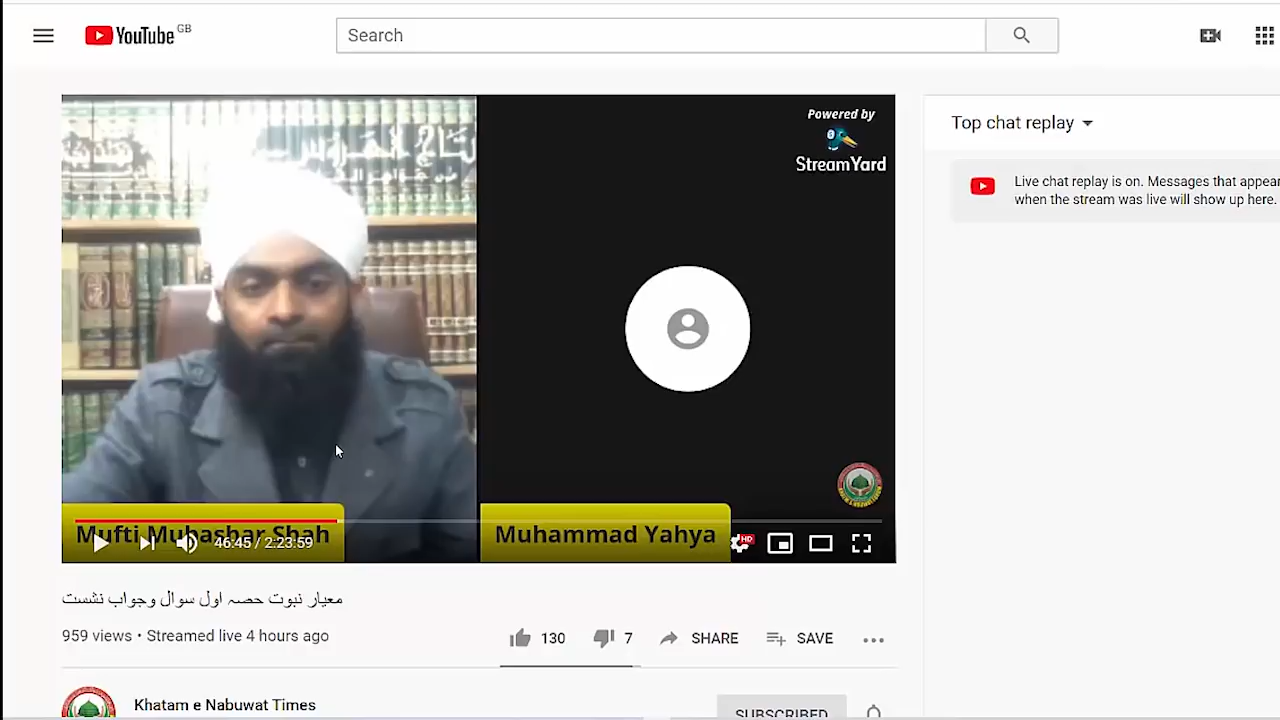 YouTube GB
Search
Powered by
StreamYard
Top chat replay
Live chat replay is on. Messages that appear
when the stream was live will show up here.
Mufti Mubasbar Shah
Muhammad Yahya
46:45 / 2:23:59
HD
معیار نبوت حصہ اول سوال وجواب نشست
959 views • Streamed live 4 hours ago
130
7
SHARE
SAVE
Khatam e Nabuwat Times
SUBSCRIBED